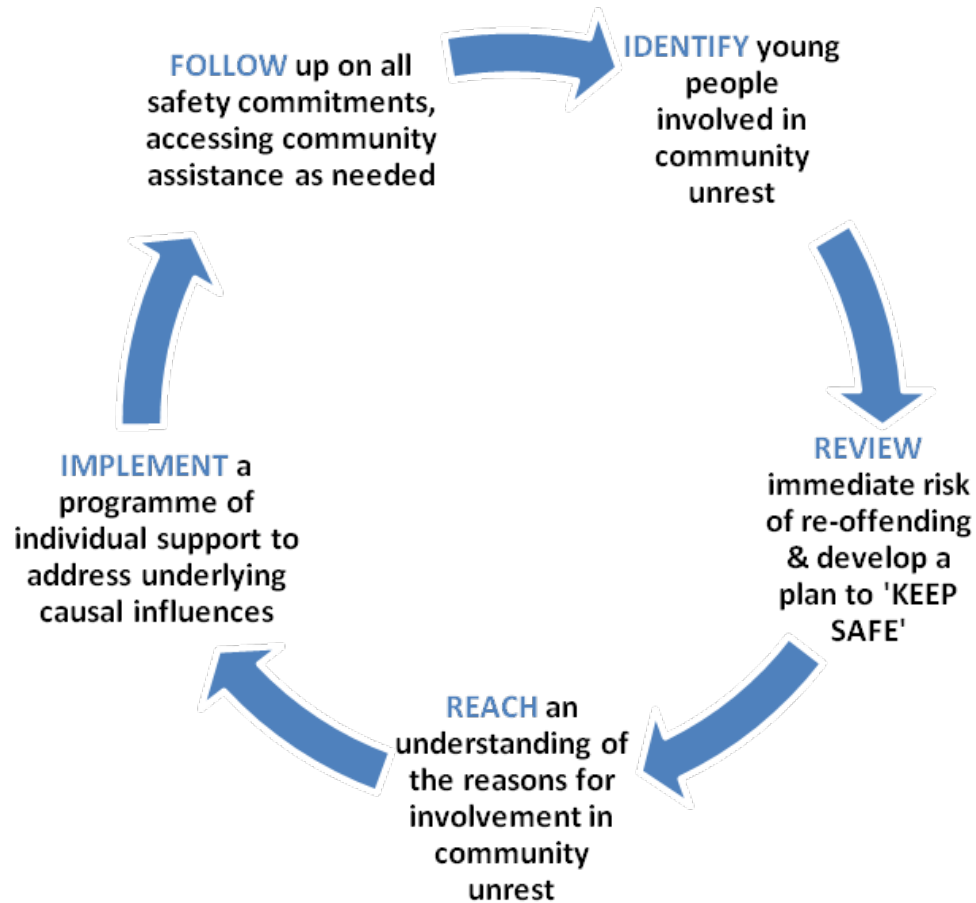 IDENTIFY young
people
involved in
community
unrest
REVIEW
immediate risk
of re-offending
& develop a
plan to 'KEEP
SAFE'
REACH an
understanding of
the reasons for
involvement in
community
unrest
IMPLEMENT a
programme of
individual support to
address underlying
causal influences
FOLLOW up on all
safety commitments,
accessing community
assistance as needed